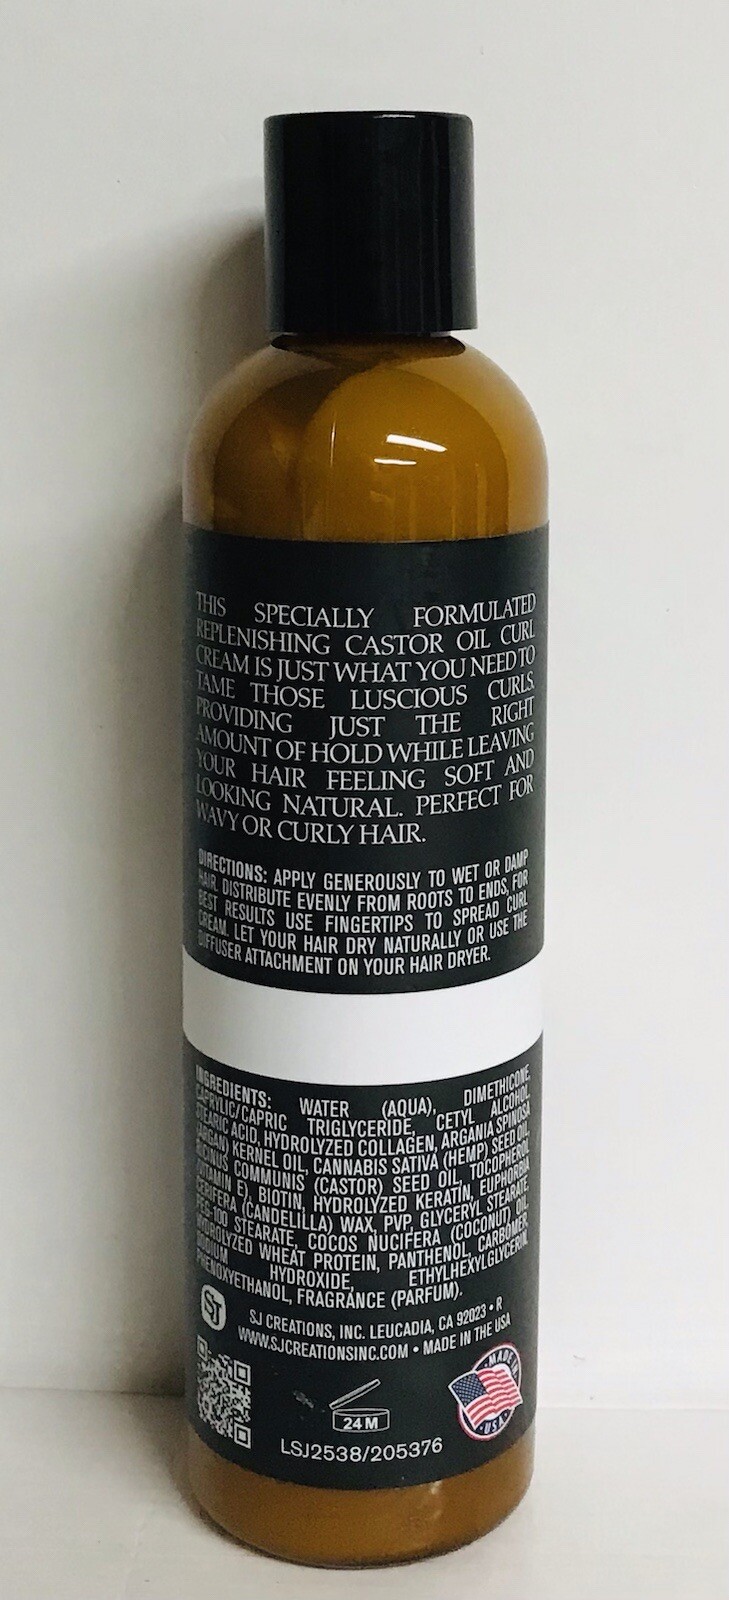 THIS SPECIALLY FORMULATED
REPLENISHING CASTOR OIL CURL
CREAM IS JUST WHAT YOU NEED TO
TAME THOSE LUSCIOUS CURLS.
PROVIDING JUST THE RIGHT
AMOUNT OF HOLD WHILE LEAVING
YOUR HAIR FEELING SOFT AND
LOOKING NATURAL. PERFECT FOR
WAVY OR CURLY HAIR.
DIRECTIONS: APPLY GENEROUSLY TO WET OR DAMP
HAIR. DISTRIBUTE EVENLY FROM ROOTS TO ENDS, FOR
BEST RESULTS USE FINGERTIPS TO SPREAD CURL
CREAM. LET YOUR HAIR DRY NATURALLY OR USE THE
DIFFUSER ATTACHMENT ON YOUR HAIR DRYER.
INGREDIENTS: WATER (AQUA), DIMETHICONE,
CAPRYLIC/CAPRIC TRIGLYCERIDE, CETYL ALCOHOL,
STEARIC ACID, HYDROLYZED COLLAGEN, ARGANIA SPINOSA
(ARGAN) KERNEL OIL, CANNABIS SATIVA (HEMP) SEED OIL,
RICINUS COMMUNIS (CASTOR) SEED OIL, TOCOPHEROL
(VITAMIN E), BIOTIN, HYDROLYZED KERATIN, EUPHORBIA
CERIFERA (CANDELILLA) WAX, PVP, GLYCERYL STEARATE,
PEG-100 STEARATE, COCOS NUCIFERA (COCONUT) OIL,
HYDROLYZED WHEAT PROTEIN, PANTHENOL, CARBOMER,
SODIUM HYDROXIDE, ETHYLHEXYLGLYCERIN,
PHENOXYETHANOL, FRAGRANCE (PARFUM).
SJ
SJ CREATIONS, INC. LEUCADIA, CA 92023 • R
WWW.SJCREATIONSINC.COM • MADE IN THE USA
MADE IN
USA
24 M
LSJ2538/205376